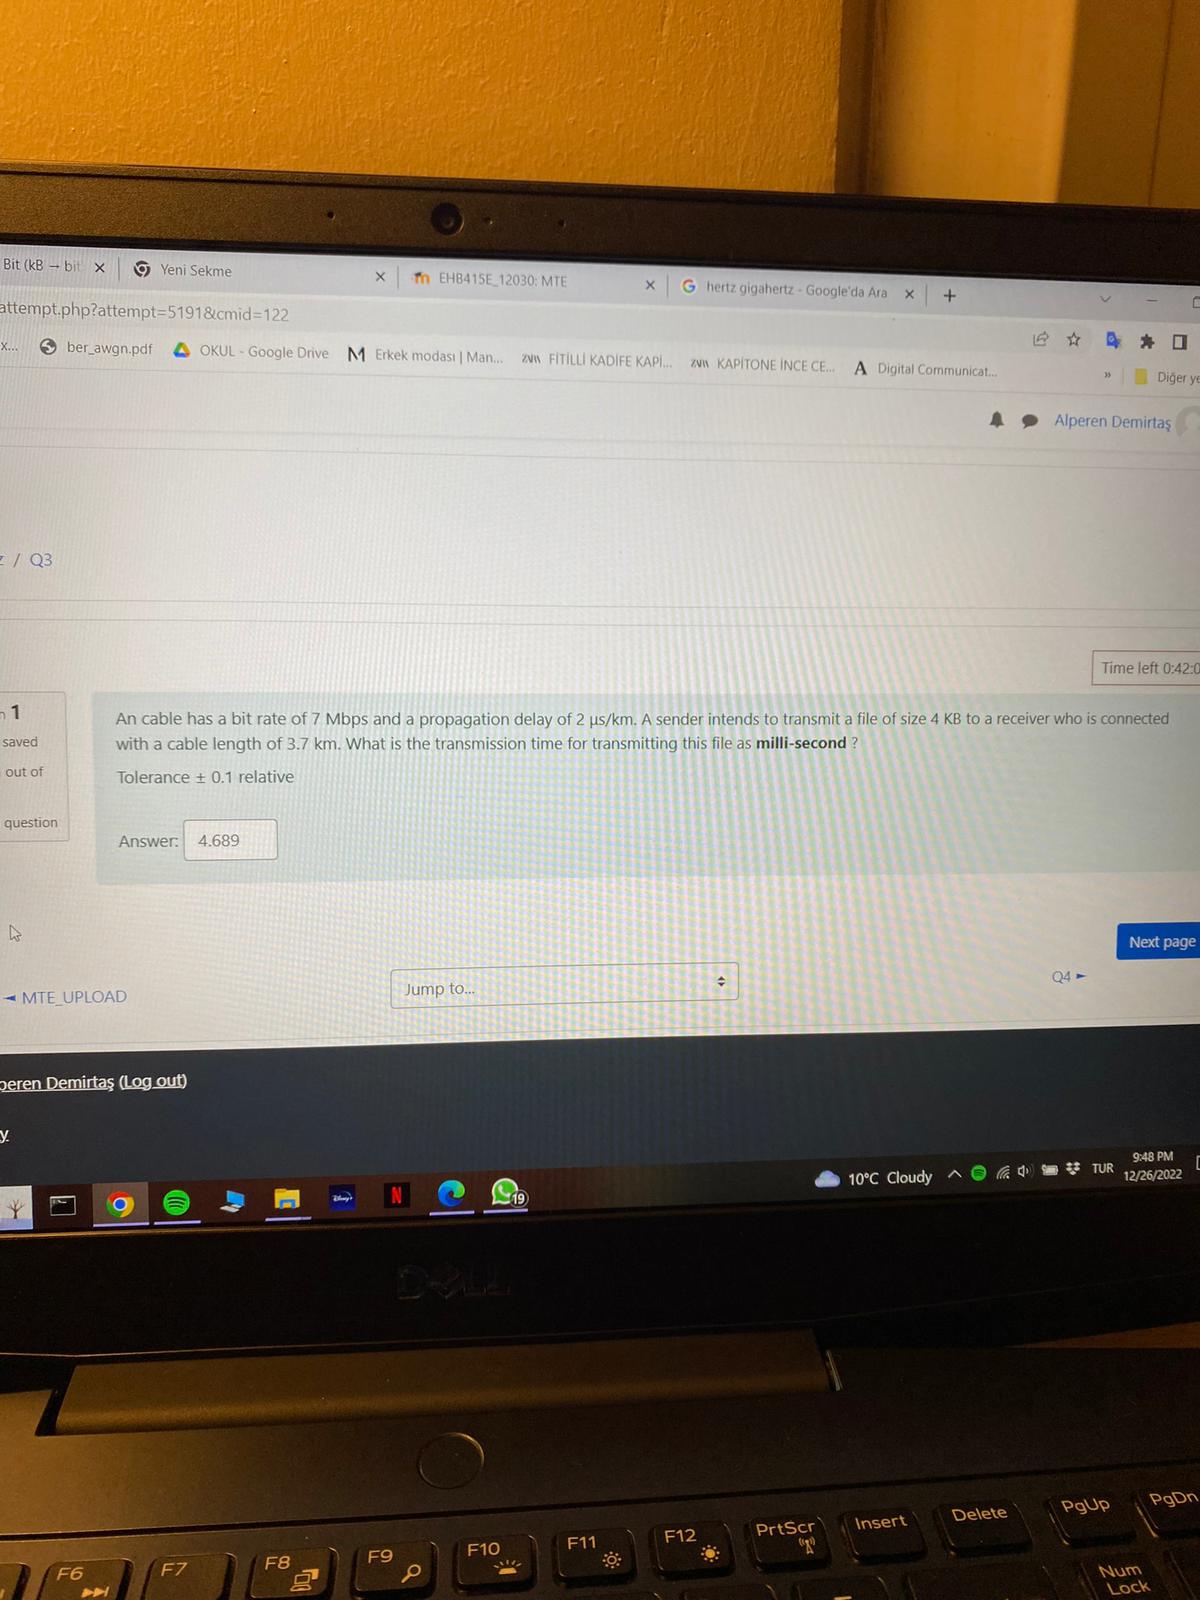 Bit (kB → bit
Yeni Sekme
EHB415E_12030: MTE
hertz gigahertz - Google'da Ara
attempt.php?attempt=5191&cmid=122
x...
ber_awgn.pdf
OKUL - Google Drive
M Erkek modası | Man...
FİTİLLİ KADİFE KAPİ...
KAPİTONE İNCE CE...
A Digital Communicat...
»
Diğer ye
Alperen Demirtaş
/ Q3
Time left 0:42:0
1
saved
out of
question
An cable has a bit rate of 7 Mbps and a propagation delay of 2 µs/km. A sender intends to transmit a file of size 4 KB to a receiver who is connected
with a cable length of 3.7 km. What is the transmission time for transmitting this file as milli-second ?
Tolerance ± 0.1 relative
Answer: 4.689
Next page
◄ MTE_UPLOAD
Jump to...
Q4 ►
peren Demirtaş (Log out)
y
Disney+
N
19
10°C Cloudy
TUR
9:48 PM
12/26/2022
DELL
F6
F7
F8
F9
F10
F11
F12
PrtScr
Insert
Delete
PgUp
PgDn
Num
Lock